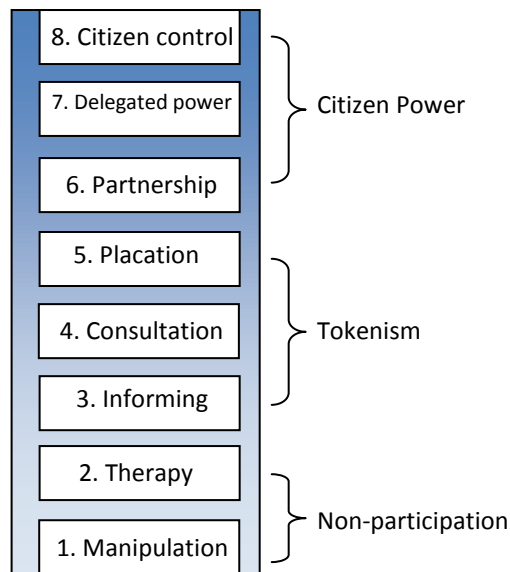 8. Citizen control
7. Delegated power
Citizen Power
6. Partnership
5. Placation
4. Consultation
Tokenism
3. Informing
2. Therapy
Non-participation
1. Manipulation